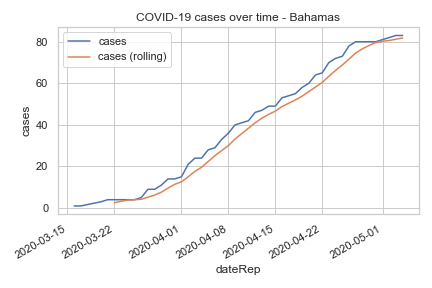 COVID-19 cases over time - Bahamas
cases
cases (rolling)
80
60
40
20
0
cases
2020-03-15
2020-03-22
2020-04-01
2020-04-08
2020-04-15
2020-04-22
2020-05-01
dateRep